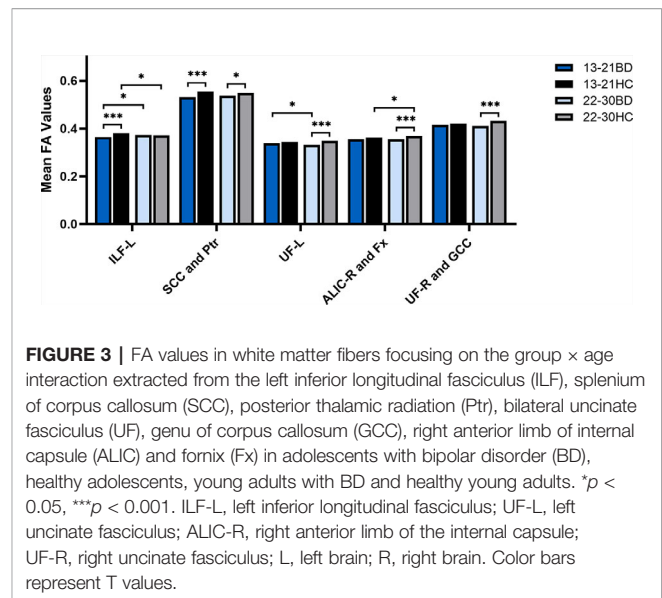 * *** *
* *
*** * *** *** ***
0.6
0.4
0.2
0.0
Mean FA Values
ILF-L
SCC and Ptr
UF-L
ALIC-R and Fx
UF-R and GCC
13-21BD
13-21HC
22-30BD
22-30HC
FIGURE 3 | FA values in white matter fibers focusing on the group × age
interaction extracted from the left inferior longitudinal fasciculus (ILF), splenium
of corpus callosum (SCC), posterior thalamic radiation (Ptr), bilateral uncinate
fasciculus (UF), genu of corpus callosum (GCC), right anterior limb of internal
capsule (ALIC) and fornix (Fx) in adolescents with bipolar disorder (BD),
healthy adolescents, young adults with BD and healthy young adults. *p <
0.05, ***p < 0.001. ILF-L, left inferior longitudinal fasciculus; UF-L, left
uncinate fasciculus; ALIC-R, right anterior limb of the internal capsule;
UF-R, right uncinate fasciculus; L, left brain; R, right brain. Color bars
represent T values.